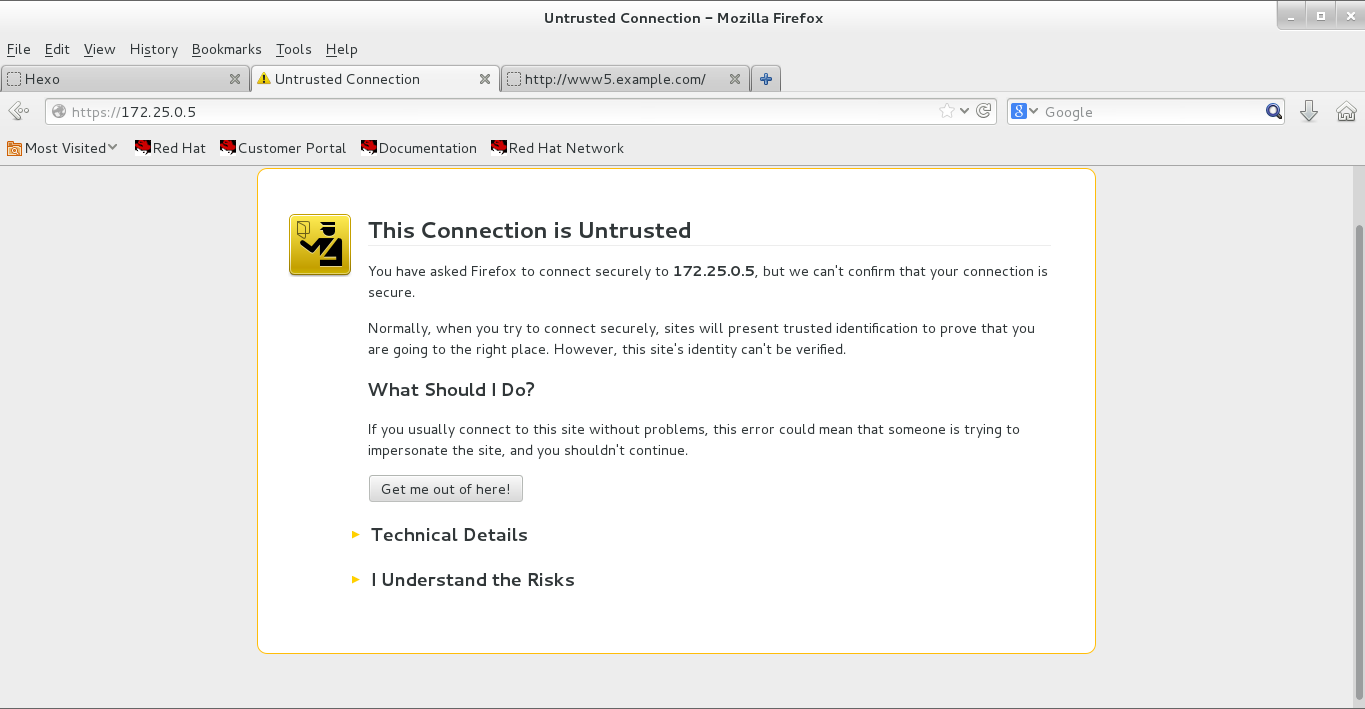 Untrusted Connection - Mozilla Firefox
File Edit View History Bookmarks Tools Help
Hexo Untrusted Connection http://www5.example.com/
https://172.25.0.5 8 Google
Most Visited Red Hat Customer Portal Documentation Red Hat Network
This Connection is Untrusted
You have asked Firefox to connect securely to 172.25.0.5, but we can't confirm that your connection is
secure.
Normally, when you try to connect securely, sites will present trusted identification to prove that you
are going to the right place. However, this site's identity can't be verified.
What Should I Do?
If you usually connect to this site without problems, this error could mean that someone is trying to
impersonate the site, and you shouldn't continue.
Get me out of here!
Technical Details
I Understand the Risks